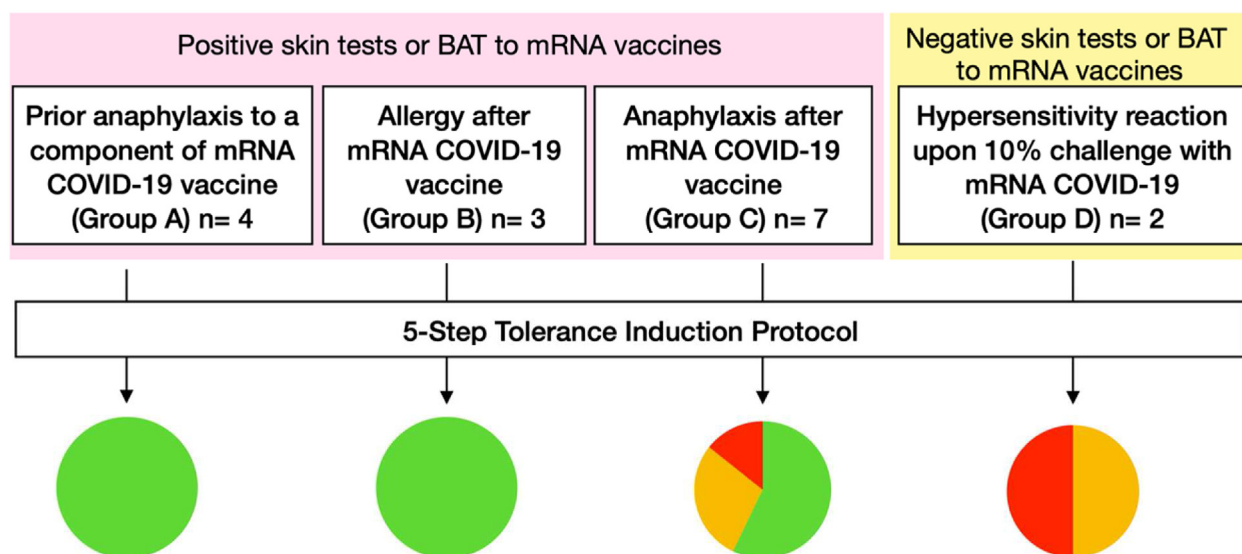 Positive skin tests or BAT to mRNA vaccines
Negative skin tests or BAT
to mRNA vaccines
Prior anaphylaxis to a
component of mRNA
COVID-19 vaccine
(Group A) n= 4
Allergy after
mRNA COVID-19
vaccine
(Group B) n= 3
Anaphylaxis after
mRNA COVID-19
vaccine
(Group C) n= 7
Hypersensitivity reaction
upon 10% challenge with
mRNA COVID-19
(Group D) n= 2
5-Step Tolerance Induction Protocol